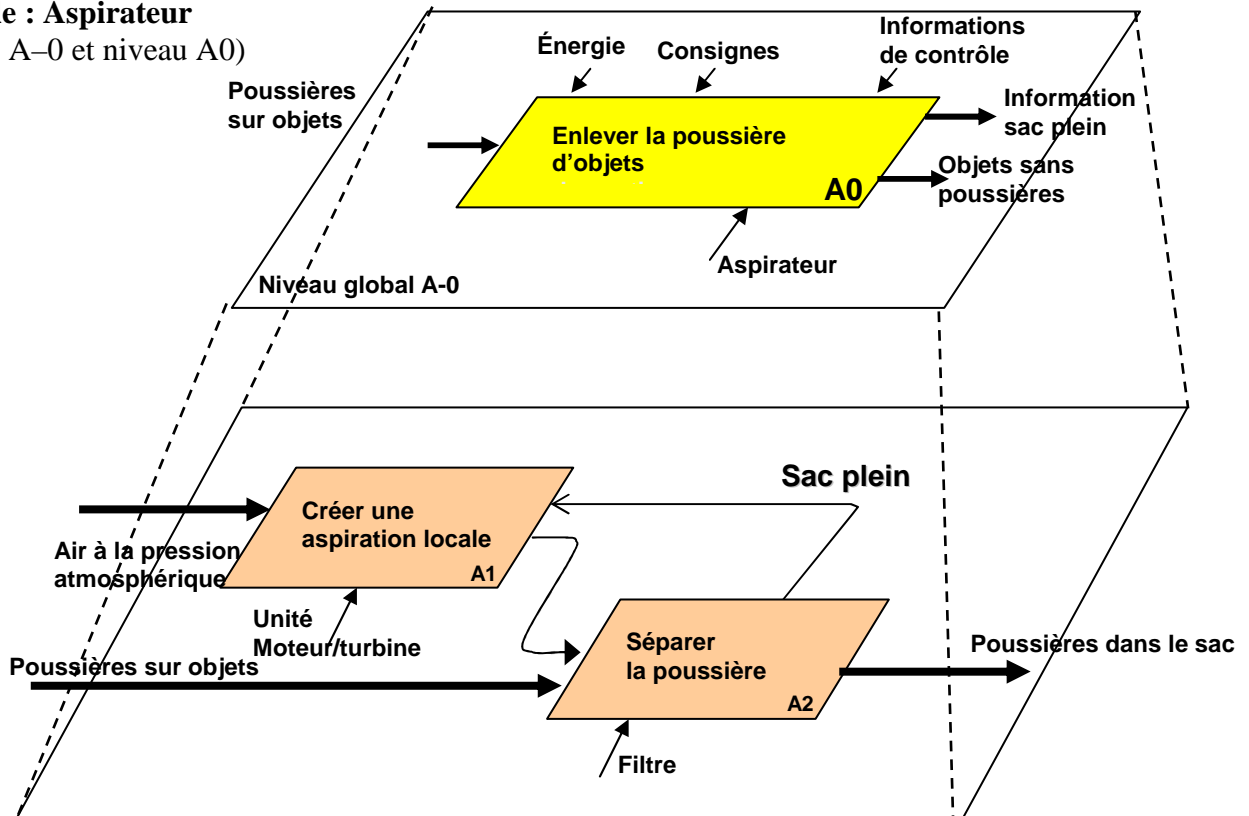 : Aspirateur
A–0 et niveau A0)
Énergie
Consignes
Informations
de contrôle
Poussières
sur objets
Information
sac plein
Enlever la poussière
d’objets
A0
Objets sans
poussières
Aspirateur
Niveau global A-0
Sac plein
Créer une
aspiration locale
A1
Air à la pression
atmosphérique
Unité
Moteur/turbine
Séparer
la poussière
A2
Poussières dans le sac
Poussières sur objets
Filtre